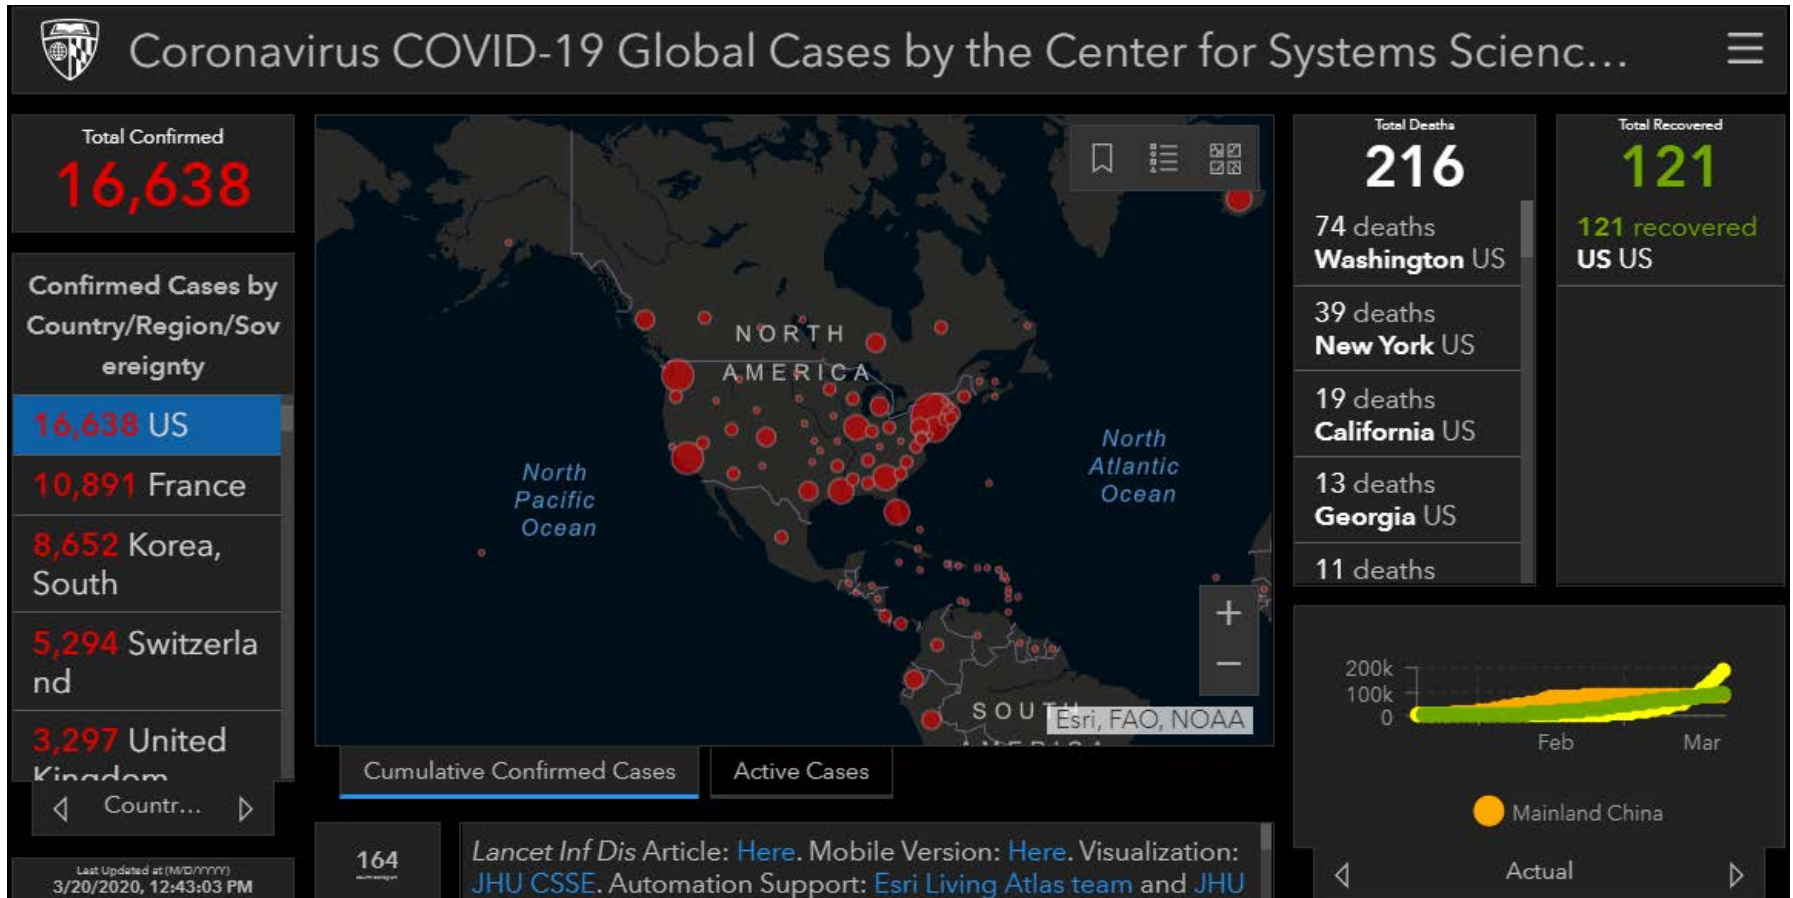 Coronavirus COVID-19 Global Cases by the Center for Systems Scienc...
Total Confirmed
16,638
Confirmed Cases by
Country/Region/Sov
ereignty
16,638 US
10,891 France
8,652 Korea,
South
5,294 Switzerla
nd
3,297 United
Kingdom
Countr...
Last Updated at (M/D/YYYY)
3/20/2020, 12:43:03 PM
NORTH
AMERICA
North
Pacific
Ocean
North
Atlantic
Ocean
SOUTH
AMERICA
+
−
Esri, FAO, NOAA
Cumulative Confirmed Cases
Active Cases
164
Lancet Inf Dis Article: Here. Mobile Version: Here. Visualization:
JHU CSSE. Automation Support: Esri Living Atlas team and JHU
Total Deaths
216
74 deaths
Washington US
39 deaths
New York US
19 deaths
California US
13 deaths
Georgia US
11 deaths
Total Recovered
121
121 recovered
US US
200k
100k
0
Feb
Mar
Mainland China
Actual